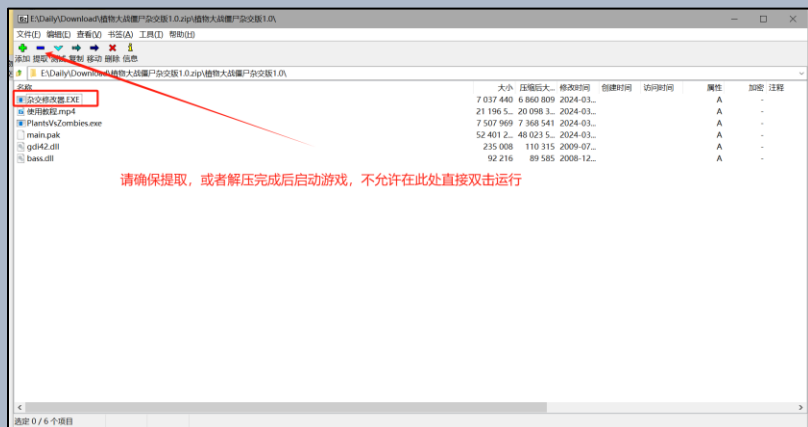 E:\Daily\Download\植物大战僵尸杂交版1.0.zip\植物大战僵尸杂交版1.0\
文件(F) 编辑(E) 查看(V) 书签(A) 工具(T) 帮助(H)
添加 提取 测试 复制 移动 删除 信息
E:\Daily\Download\植物大战僵尸杂交版1.0.zip\植物大战僵尸杂交版1.0\
名称 大小 压缩后大... 修改时间 创建时间 访问时间 属性 加密 注释
杂交修改器.EXE 7 037 440 6 860 809 2024-03... A -
使用教程.mp4 21 196 5... 20 098 3... 2024-03... A -
PlantsVsZombies.exe 7 507 969 7 368 541 2024-03... A -
main.pak 52 401 2... 48 023 5... 2024-03... A -
gdi42.dll 235 008 110 315 2009-07... A -
bass.dll 92 216 89 585 2008-12... A -
请确保提取，或者解压完成后启动游戏，不允许在此处直接双击运行
选定 0 / 6 个项目